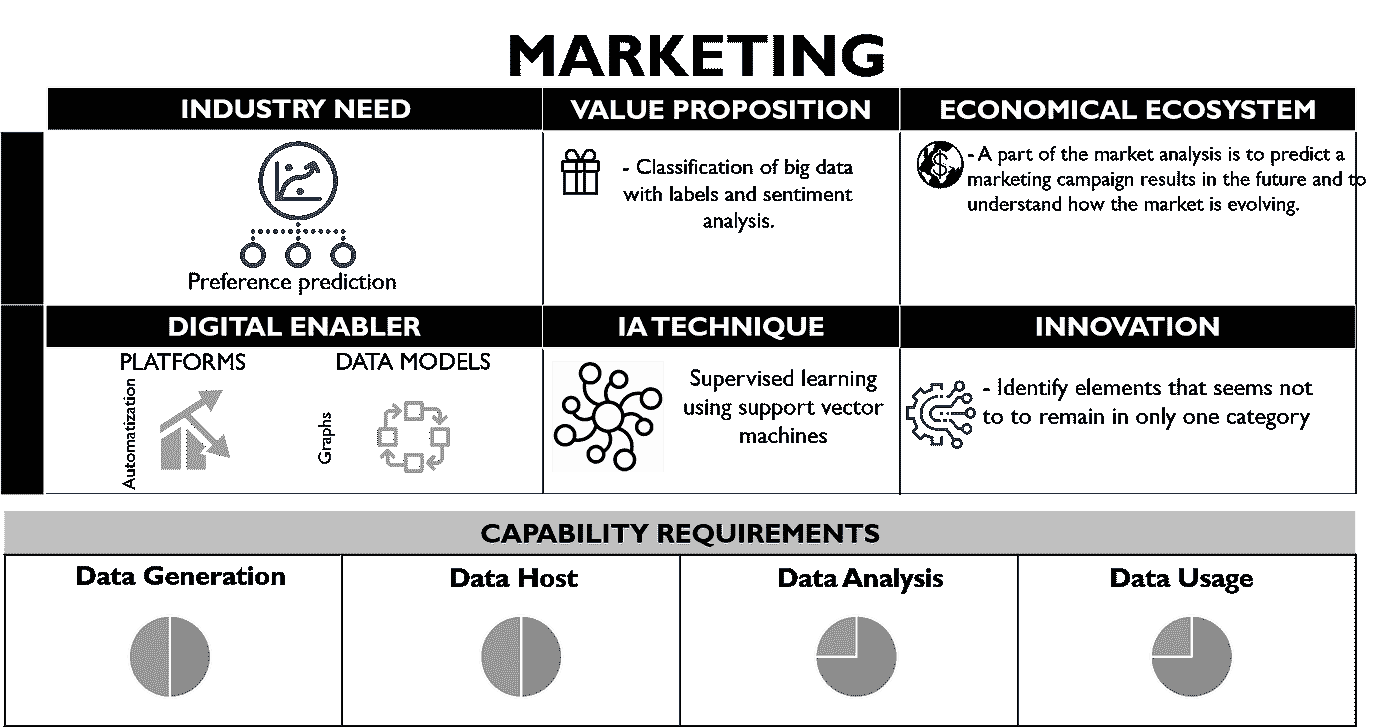 MARKETING
INDUSTRY NEED
VALUE PROPOSITION
ECONOMICAL ECOSYSTEM
Preference prediction
- Classification of big data
with labels and sentiment
analysis.
- A part of the market analysis is to predict a
marketing campaign results in the future and to
understand how the market is evolving.
DIGITAL ENABLER
IA TECHNIQUE
INNOVATION
PLATFORMS
DATA MODELS
Automatization
Graphs
Supervised learning
using support vector
machines
- Identify elements that seems not
to to remain in only one category
CAPABILITY REQUIREMENTS
Data Generation
Data Host
Data Analysis
Data Usage